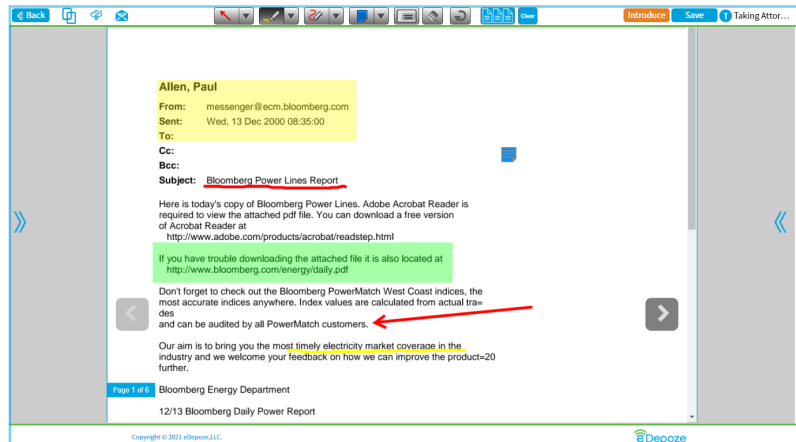 Back
Clear
Introduce
Save
T Taking Attor...
Allen, Paul
From: messenger@ecm.bloomberg.com
Sent: Wed, 13 Dec 2000 08:35:00
To:
Cc:
Bcc:
Subject: Bloomberg Power Lines Report
Here is today's copy of Bloomberg Power Lines. Adobe Acrobat Reader is
required to view the attached pdf file. You can download a free version
of Acrobat Reader at
http://www.adobe.com/products/acrobat/readstep.html
If you have trouble downloading the attached file it is also located at
http://www.bloomberg.com/energy/daily.pdf
Don't forget to check out the Bloomberg PowerMatch West Coast indices, the
most accurate indices anywhere. Index values are calculated from actual tra=
des
and can be audited by all PowerMatch customers.
Our aim is to bring you the most timely electricity market coverage in the
industry and we welcome your feedback on how we can improve the product=20
further.
Page 1 of 6
Bloomberg Energy Department
12/13 Bloomberg Daily Power Report
Copyright © 2021 eDepoze,LLC.
eDepoze